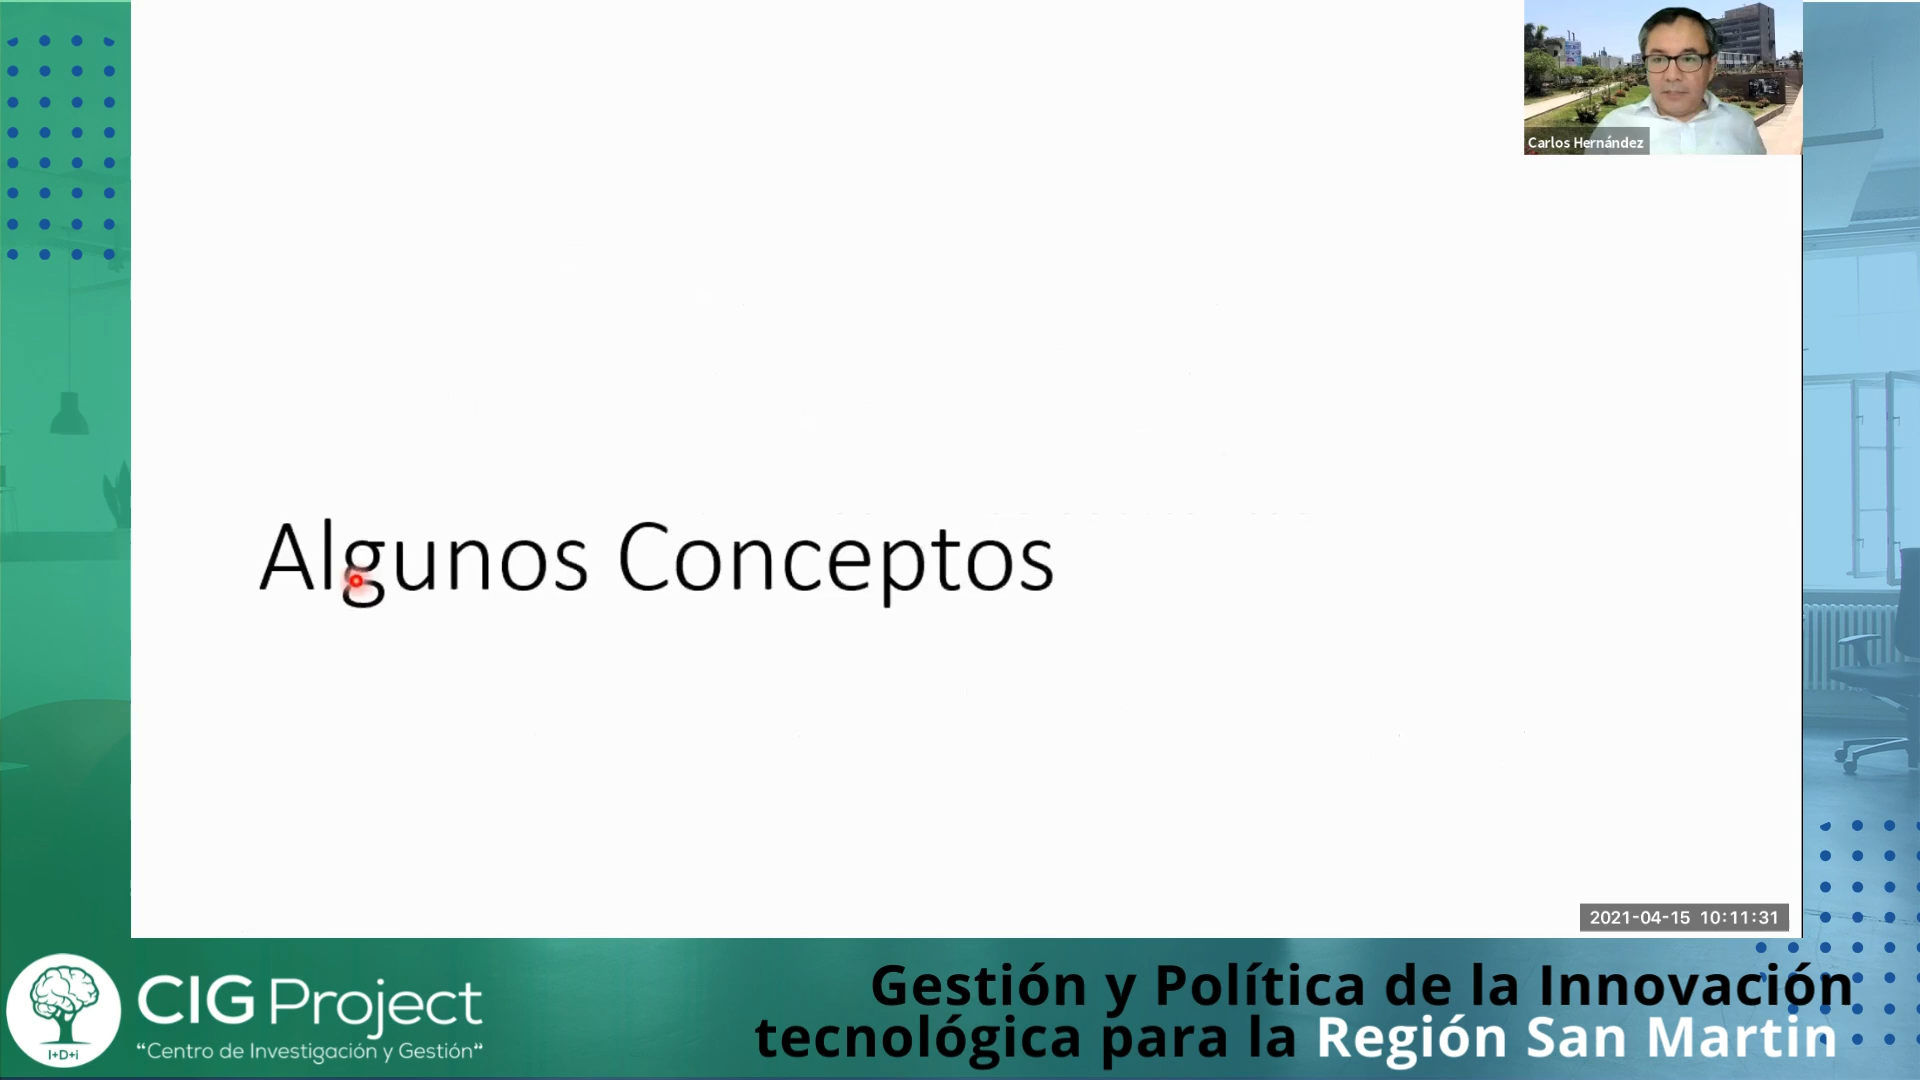 Carlos Hernández
Algunos Conceptos
2021-04-15 10:11:31
I+D+i
CIG Project
“Centro de Investigación y Gestión“
Gestión y Política de la Innovación
tecnológica para la Región San Martin